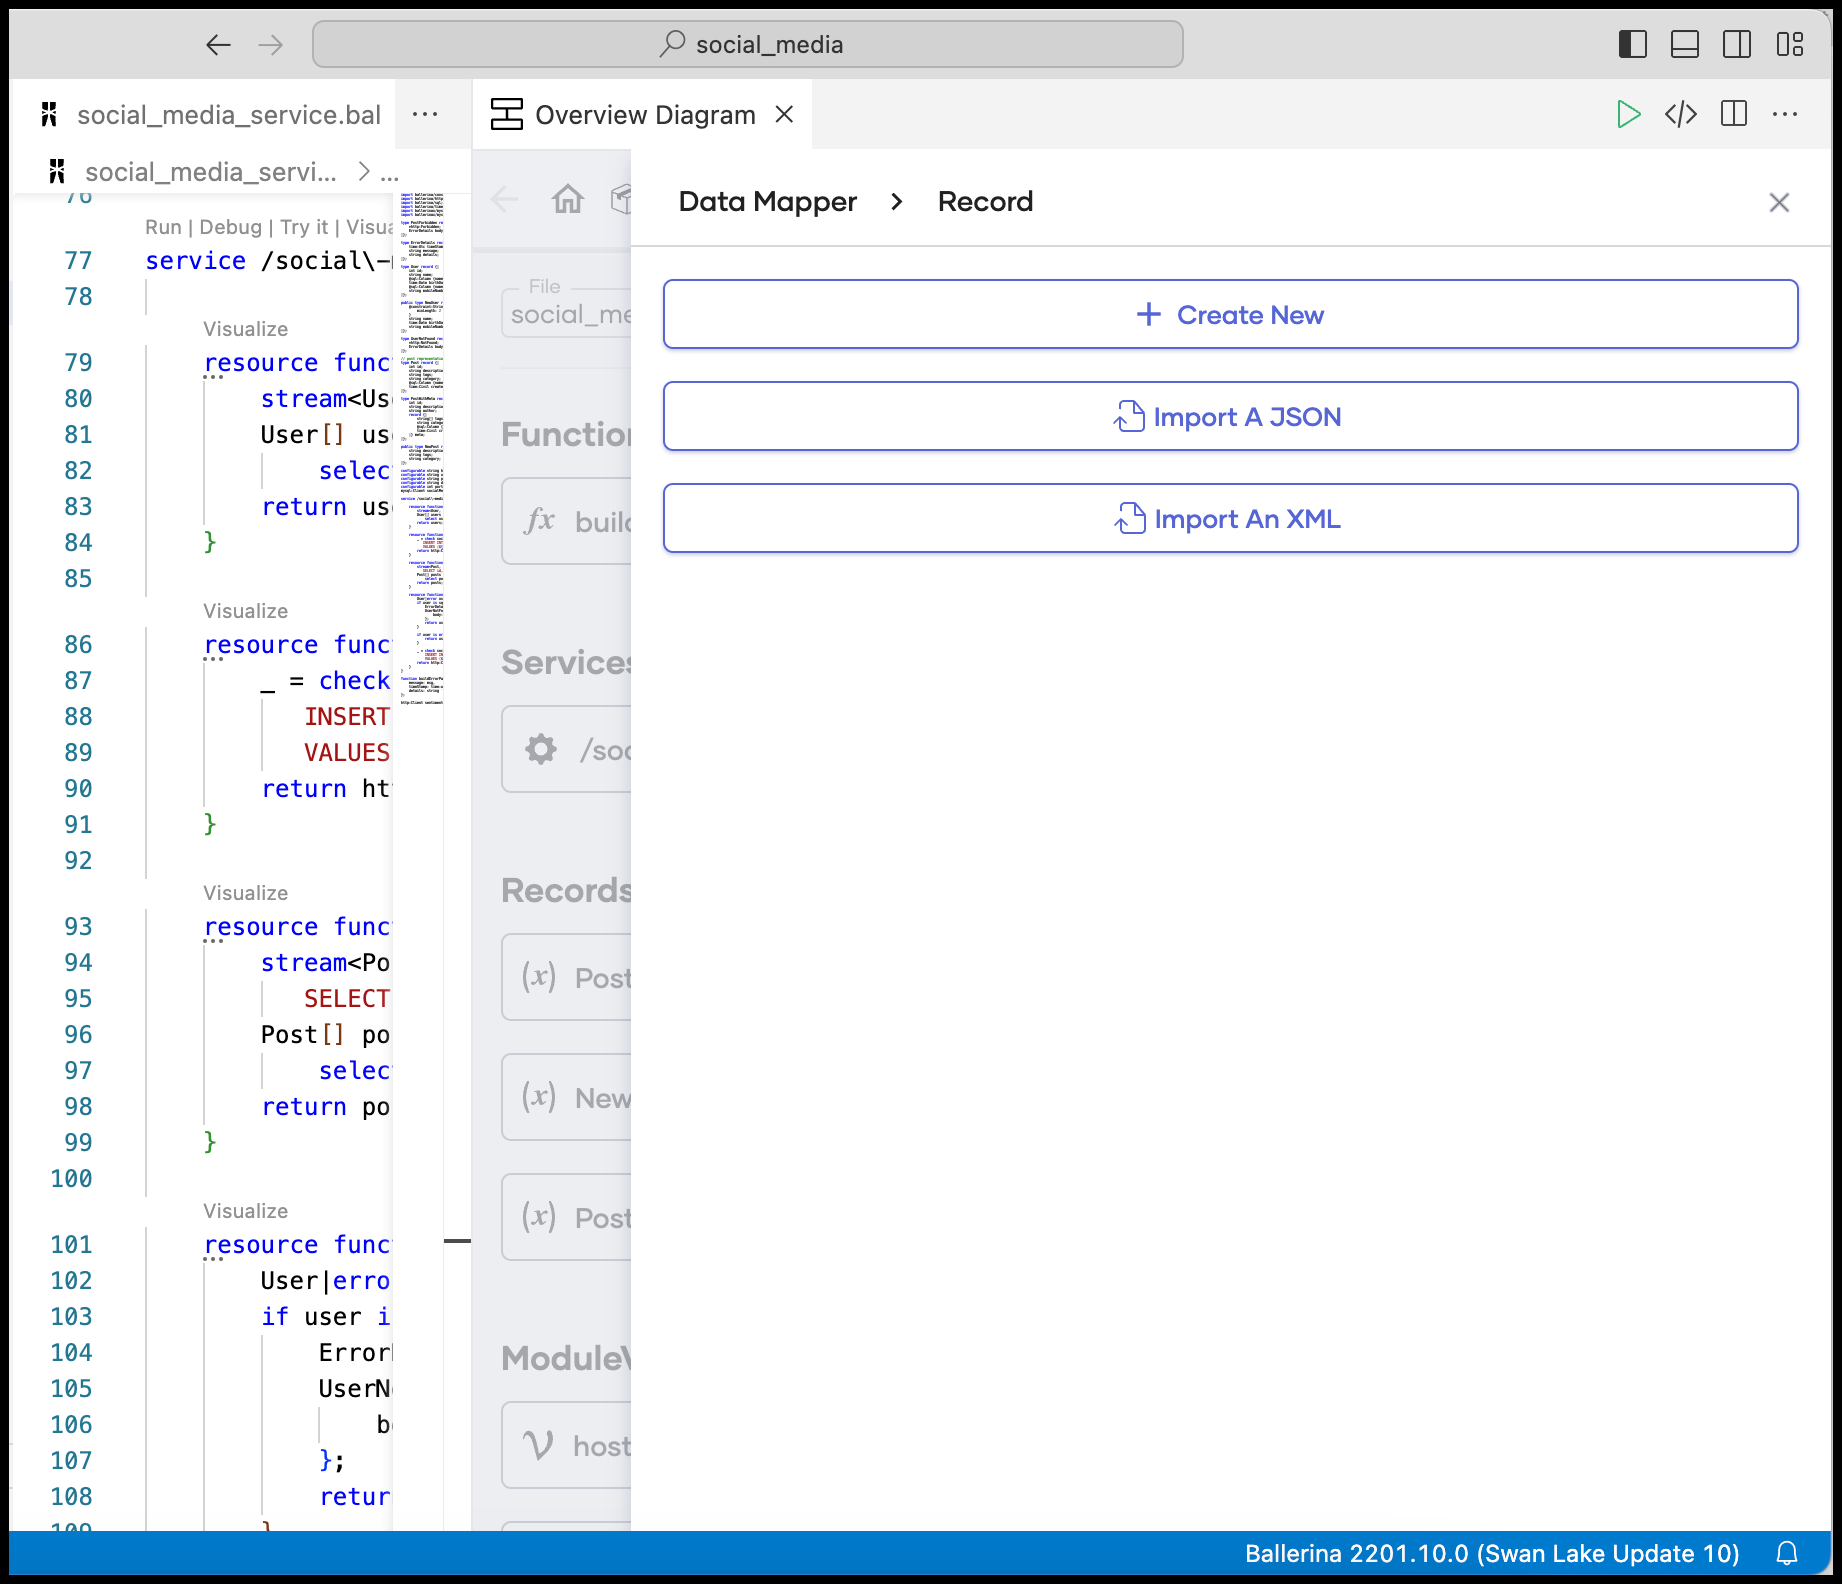 social_media
social_media_service.bal
Overview Diagram
social_media_servi... > ...
76
Run | Debug | Try it | Visua
77 service /social\-
78
Visualize
79 resource func
80 stream<Us
81 User[] us
82 selec
83 return us
84 }
85
Visualize
86 resource func
87 _ = check
88 INSERT
89 VALUES
90 return ht
91 }
92
Visualize
93 resource func
94 stream<Po
95 SELECT
96 Post[] po
97 selec
98 return po
99 }
100
Visualize
101 resource func
102 User|erro
103 if user i
104 Error
105 UserN
106 b
107 };
108 retur
109 }
File
social_me
Function
fx buil
Services
/soc
Records
(x) Post
(x) New
(x) Post
ModuleV
host
Data Mapper > Record
+ Create New
Import A JSON
Import An XML
Ballerina 2201.10.0 (Swan Lake Update 10)